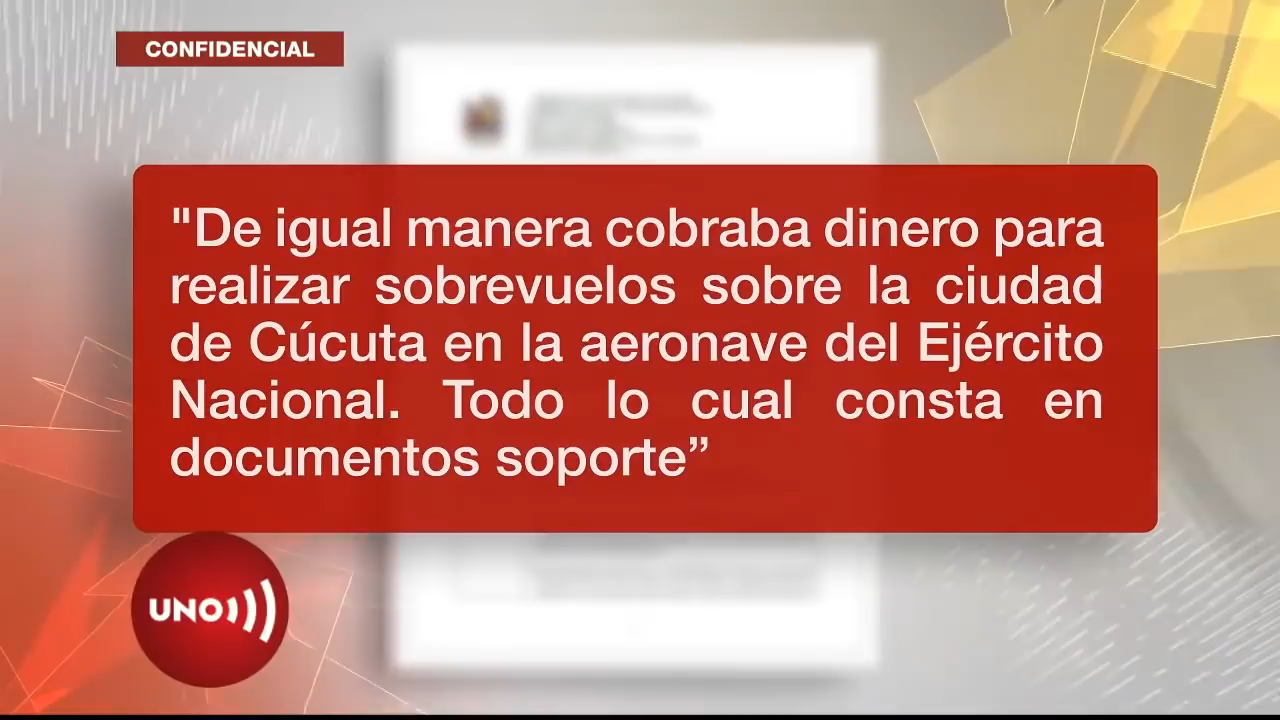 CONFIDENCIAL
"De igual manera cobraba dinero para
realizar sobrevuelos sobre la ciudad
de Cúcuta en la aeronave del Ejército
Nacional. Todo lo cual consta en
documentos soporte”
UNO